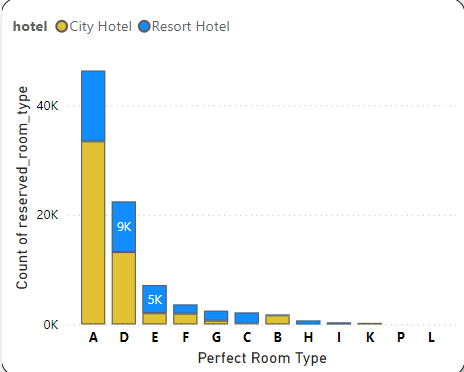 hotel City Hotel Resort Hotel
Count of reserved_room_type
40K
20K
0K
9K
5K
A D E F G C B H I K P L
Perfect Room Type